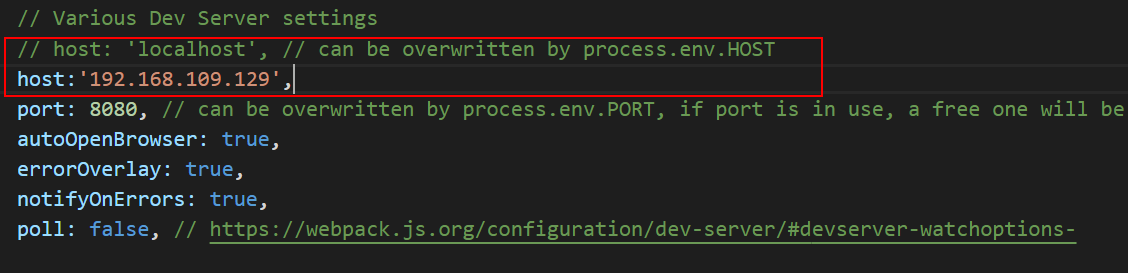 // Various Dev Server settings
// host: 'localhost', // can be overwritten by process.env.HOST
host:'192.168.109.129',
port: 8080, // can be overwritten by process.env.PORT, if port is in use, a free one will be
autoOpenBrowser: true,
errorOverlay: true,
notifyOnErrors: true,
poll: false, // https://webpack.js.org/configuration/dev-server/#devserver-watchoptions-